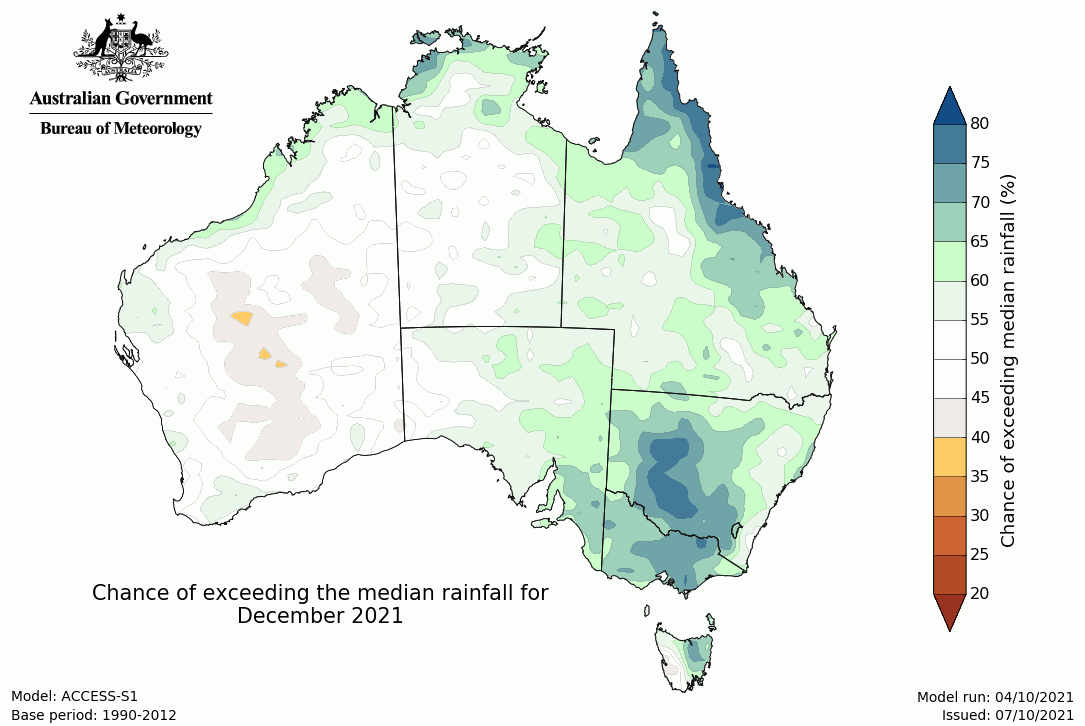 Australian Government
Bureau of Meteorology
80
75
70
65
60
55
50
45
40
35
30
25
20
Chance of exceeding median rainfall (%)
Chance of exceeding the median rainfall for
December 2021
Model: ACCESS-S1
Base period: 1990-2012
Model run: 04/10/2021
Issued: 07/10/2021